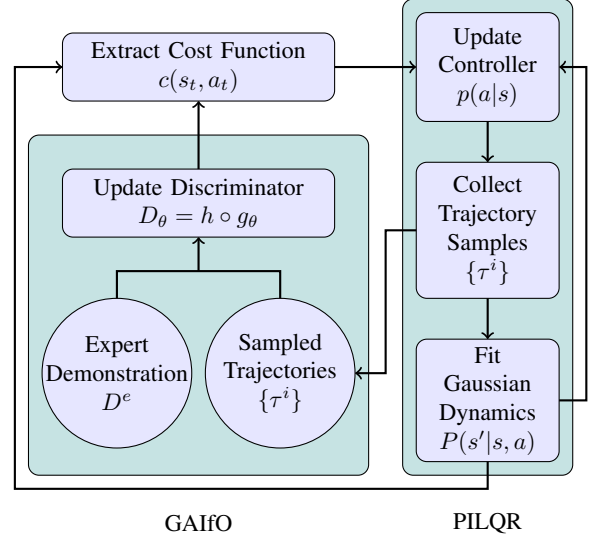 Extract Cost Function
c(s_t, a_t)
Update
Controller
p(a|s)
Update Discriminator
D_θ = h ∘ g_θ
Collect
Trajectory
Samples
{τ^i}
Expert
Demonstration
D^e
Sampled
Trajectories
{τ^i}
Fit
Gaussian
Dynamics
P(s'|s, a)
GAIfO
PILQR